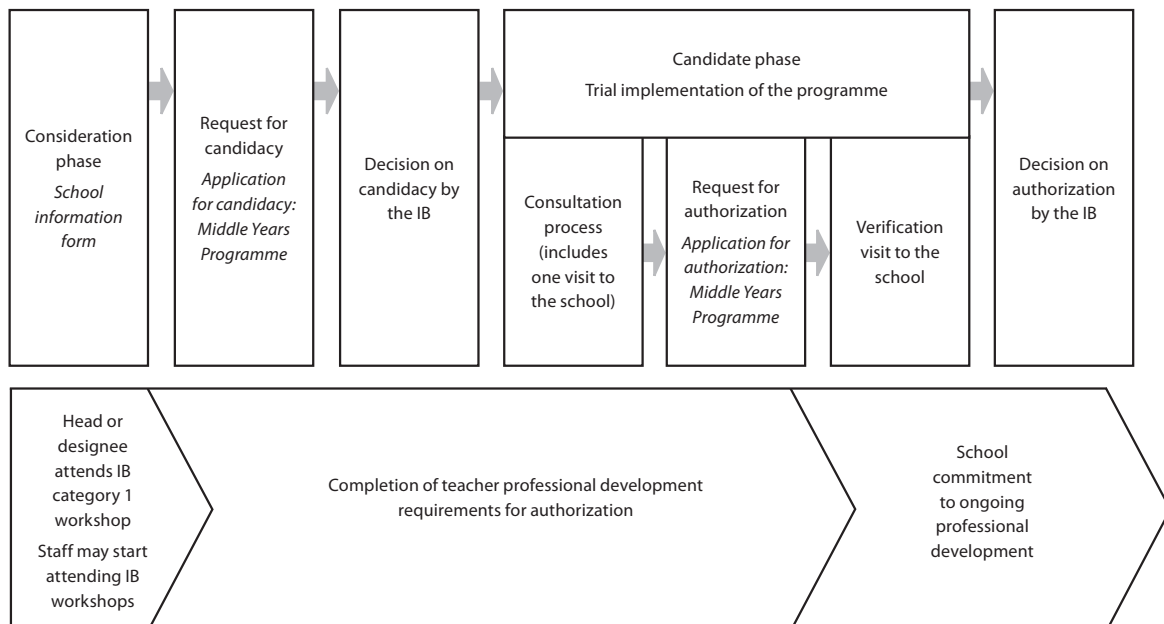 Consideration
phase
School
information
form
Request for
candidacy
Application
for candidacy:
Middle Years
Programme
Decision on
candidacy by
the IB
Candidate phase
Trial implementation of the programme
Consultation
process
(includes
one visit to
the school)
Request for
authorization
Application for
authorization:
Middle Years
Programme
Verification
visit to the
school
Decision on
authorization
by the IB
Head or
designee
attends IB
category 1
workshop
Staff may start
attending IB
workshops
Completion of teacher professional development
requirements for authorization
School
commitment
to ongoing
professional
development